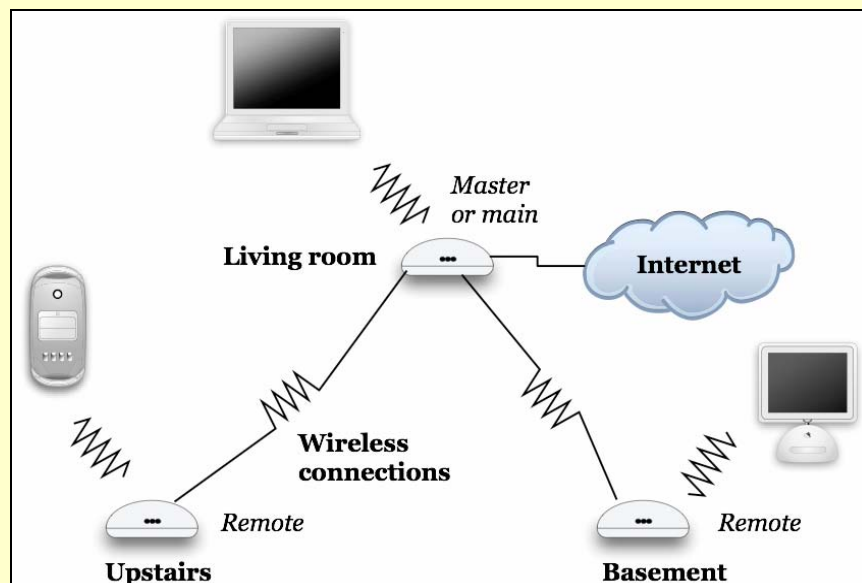 Master
or main
Living room
Internet
Wireless
connections
Remote
Remote
Upstairs
Basement